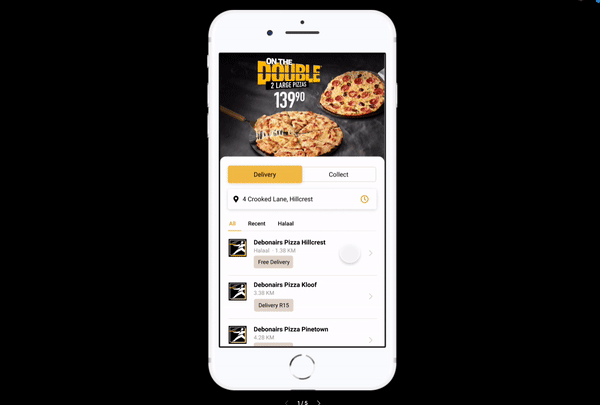 ON THE
DOUBLE
2 LARGE PIZZAS
139⁹⁰
Delivery
Collect
4 Crooked Lane, Hillcrest
All
Recent
Halaal
Debonairs Pizza Hillcrest
Halaal · 1.38 KM
Free Delivery
Debonairs Pizza Kloof
3.38 KM
Delivery R15
Debonairs Pizza Pinetown
4.28 KM
1 / 5